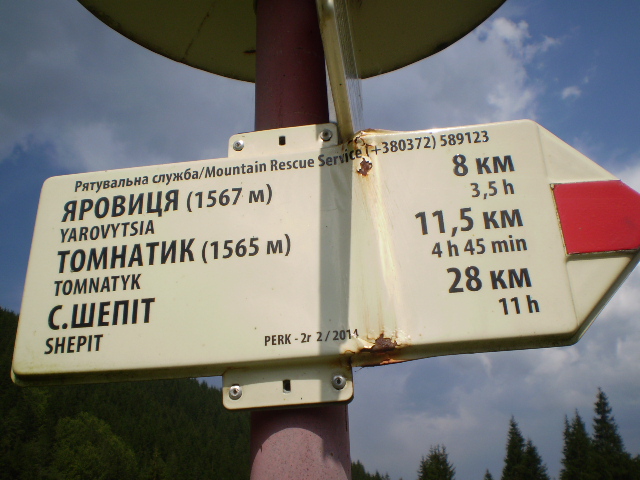 Рятувальна служба/Mountain Rescue Service (+380372) 589123
ЯРОВИЦЯ (1567 м) 8 км
YAROVYTSIA 3,5 h
ТОМНАТИК (1565 м) 11,5 км
TOMNATYK 4 h 45 min
С.ШЕПІТ 28 км
SHEPIT 11 h
PERK - 2r 2/2011